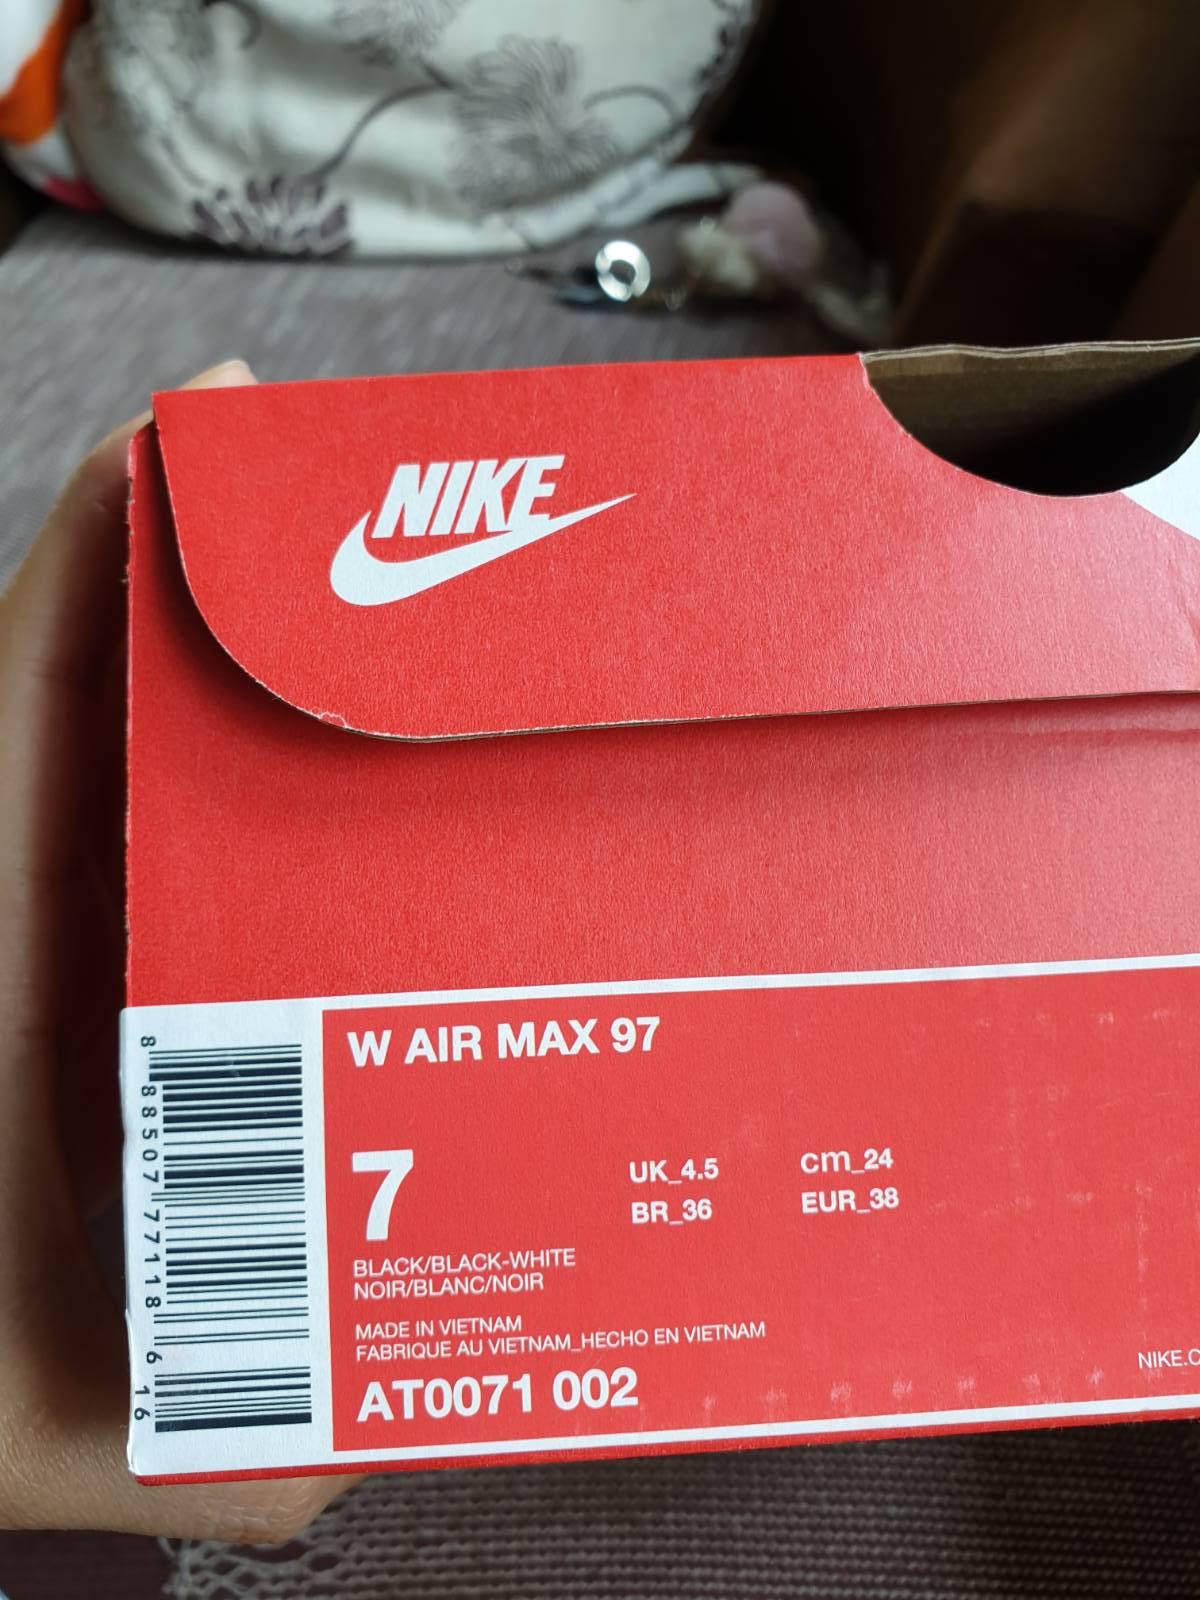 NIKE
W AIR MAX 97
7
UK_4.5
cm_24
BR_36
EUR_38
BLACK/BLACK-WHITE
NOIR/BLANC/NOIR
MADE IN VIETNAM
FABRIQUE AU VIETNAM_HECHO EN VIETNAM
NIKE.C
AT0071 002
8 88507 77118 6 16